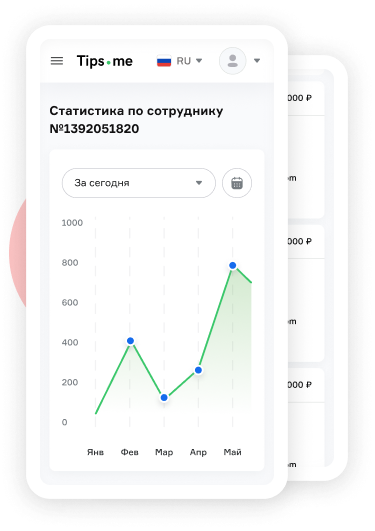 Tips.me
RU
Статистика по сотруднику
№1392051820
За сегодня
1000
800
600
400
200
0
Янв Фев Мар Апр Май
000 ₽
om
000 ₽
om
000 ₽
om